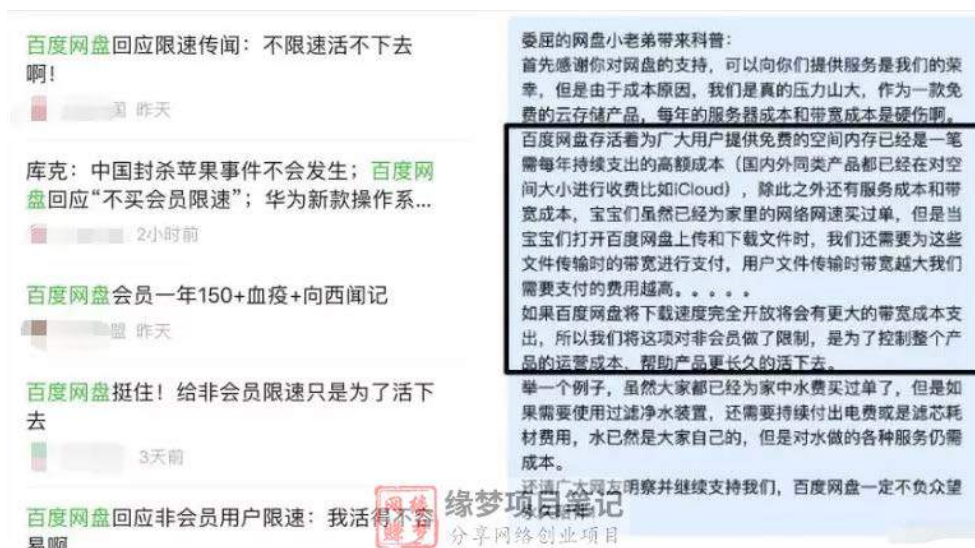 百度网盘回应限速传闻：不限速活不下去
啊！
昨天
库克：中国封杀苹果事件不会发生；百度网
盘回应“不买会员限速”；华为新款操作系...
2小时前
百度网盘会员一年150+血疫+向西闻记
盟 昨天
百度网盘挺住！给非会员限速只是为了活下
去
3天前
百度网盘回应非会员用户限速：我活得不容
易啊
委屈的网盘小老弟带来科普：
首先感谢你对网盘的支持，可以向你们提供服务是我们的荣
幸，但是由于成本原因，我们是真的压力山大，作为一款免
费的云存储产品，每年的服务器成本和带宽成本是硬伤啊。
百度网盘存活着为广大用户提供免费的空间内存已经是一笔
需每年持续支出的高额成本（国内外同类产品都已经在对空
间大小进行收费比如iCloud），除此之外还有服务成本和带
宽成本，宝宝们虽然已经为家里的网络网速买过单，但是当
宝宝们打开百度网盘上传和下载文件时，我们还需要为这些
文件传输时的带宽进行支付，用户文件传输时带宽越大我们
需要支付的费用越高。。。。。
如果百度网盘将下载速度完全开放将会有更大的带宽成本支
出，所以我们将这项对非会员做了限制，是为了控制整个产
品的运营成本、帮助产品更长久的活下去。
举一个例子，虽然大家都已经为家中水费买过单了，但是如
果需要使用过滤净水装置，还需要持续付出电费或是滤芯耗
材费用，水已然是大家自己的，但是对水做的各种服务仍需
成本。
还请广大网友明察并继续支持我们，百度网盘一定不负众望
缘梦项目笔记
分享网络创业项目